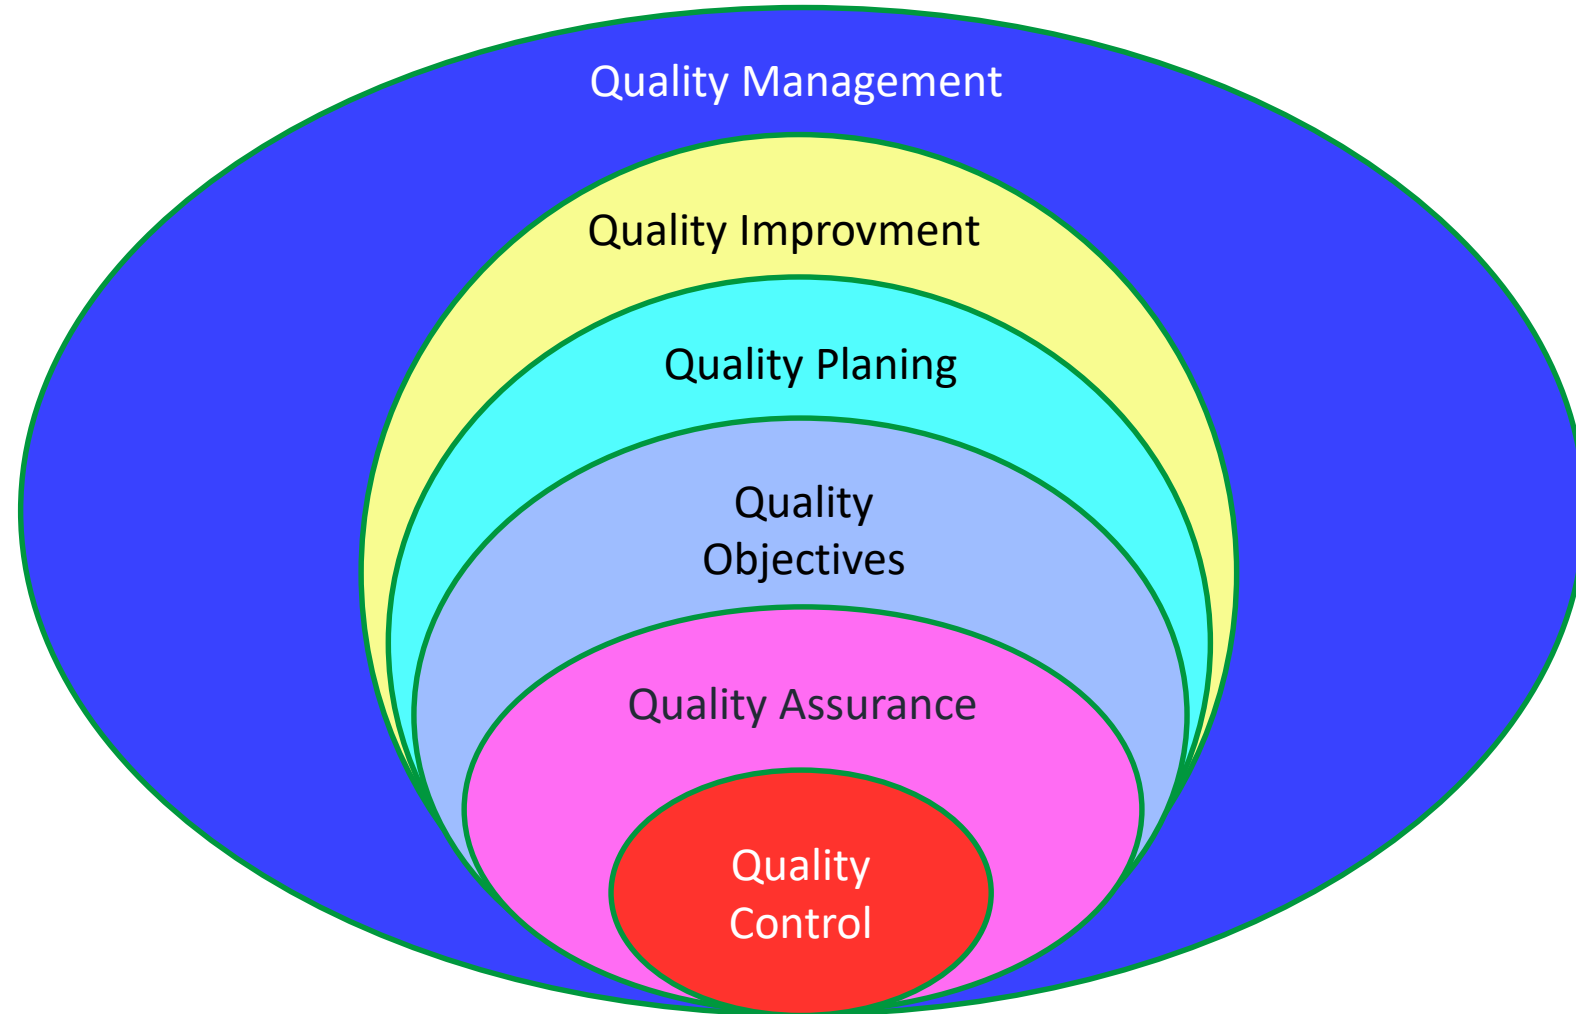 Quality Management
Quality Improvment
Quality Planing
Quality
Objectives
Quality Assurance
Quality
Control